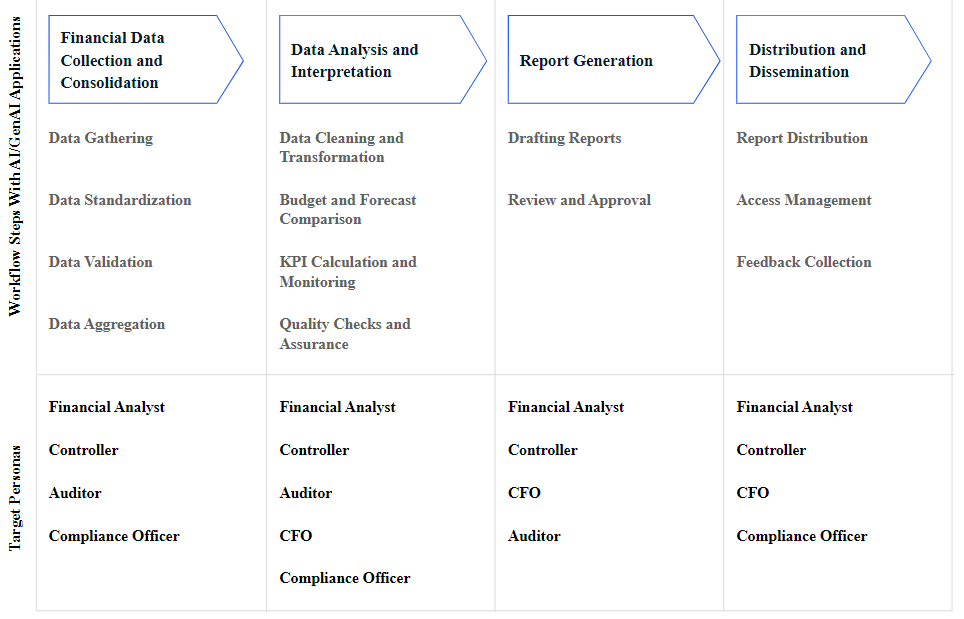 Workflow Steps With AI/GenAI Applications
Financial Data
Collection and
Consolidation
Data Analysis and
Interpretation
Report Generation
Distribution and
Dissemination
Data Gathering
Data Standardization
Data Validation
Data Aggregation
Data Cleaning and
Transformation
Budget and Forecast
Comparison
KPI Calculation and
Monitoring
Quality Checks and
Assurance
Drafting Reports
Review and Approval
Report Distribution
Access Management
Feedback Collection
Target Personas
Financial Analyst
Controller
Auditor
Compliance Officer
Financial Analyst
Controller
Auditor
CFO
Compliance Officer
Financial Analyst
Controller
CFO
Auditor
Financial Analyst
Controller
CFO
Compliance Officer